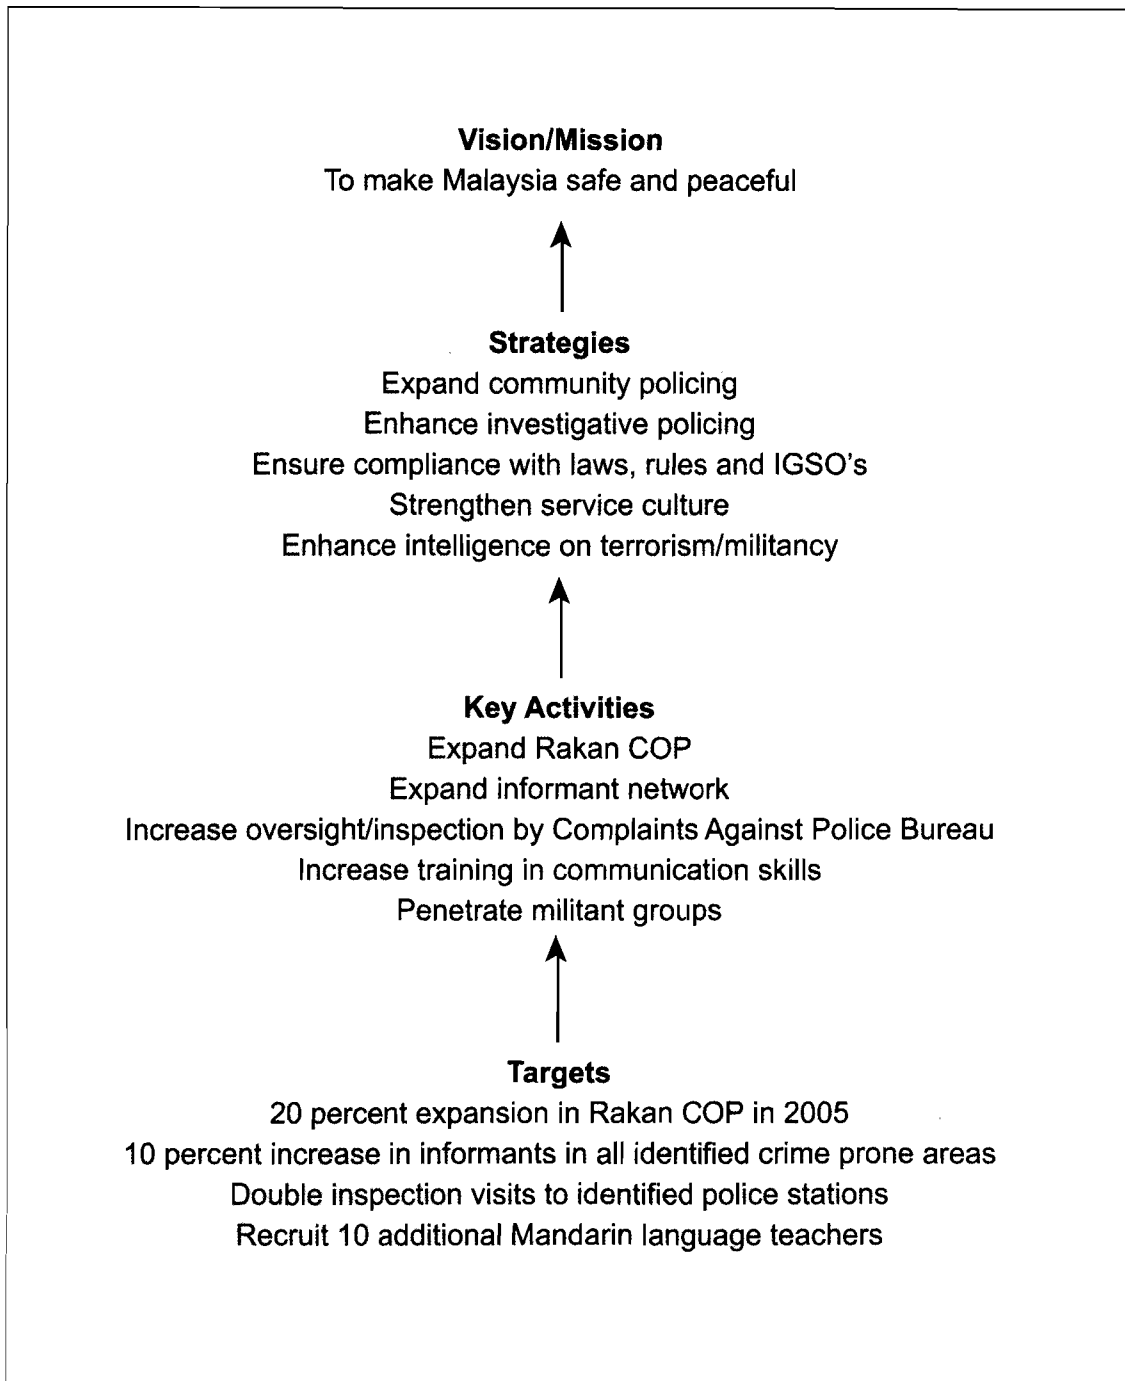 Vision/Mission
To make Malaysia safe and peaceful
Strategies
Expand community policing
Enhance investigative policing
Ensure compliance with laws, rules and IGSO's
Strengthen service culture
Enhance intelligence on terrorism/militancy
Key Activities
Expand Rakan COP
Expand informant network
Increase oversight/inspection by Complaints Against Police Bureau
Increase training in communication skills
Penetrate militant groups
Targets
20 percent expansion in Rakan COP in 2005
10 percent increase in informants in all identified crime prone areas
Double inspection visits to identified police stations
Recruit 10 additional Mandarin language teachers